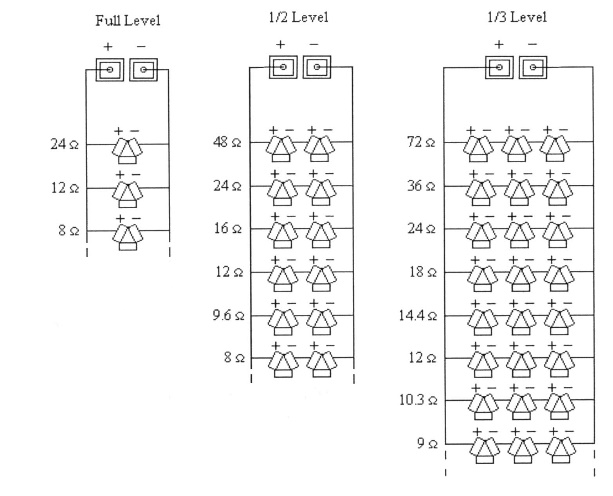 Full Level
+ −
24 Ω
+ −
12 Ω
+ −
8 Ω
+ −
1/2 Level
+ −
48 Ω
+ − + −
24 Ω
+ − + −
16 Ω
+ − + −
12 Ω
+ − + −
9.6 Ω
+ − + −
8 Ω
+ − + −
1/3 Level
+ −
72 Ω
+ − + − + −
36 Ω
+ − + − + −
24 Ω
+ − + − + −
18 Ω
+ − + − + −
14.4 Ω
+ − + − + −
12 Ω
+ − + − + −
10.3 Ω
+ − + − + −
9 Ω
+ − + − + −